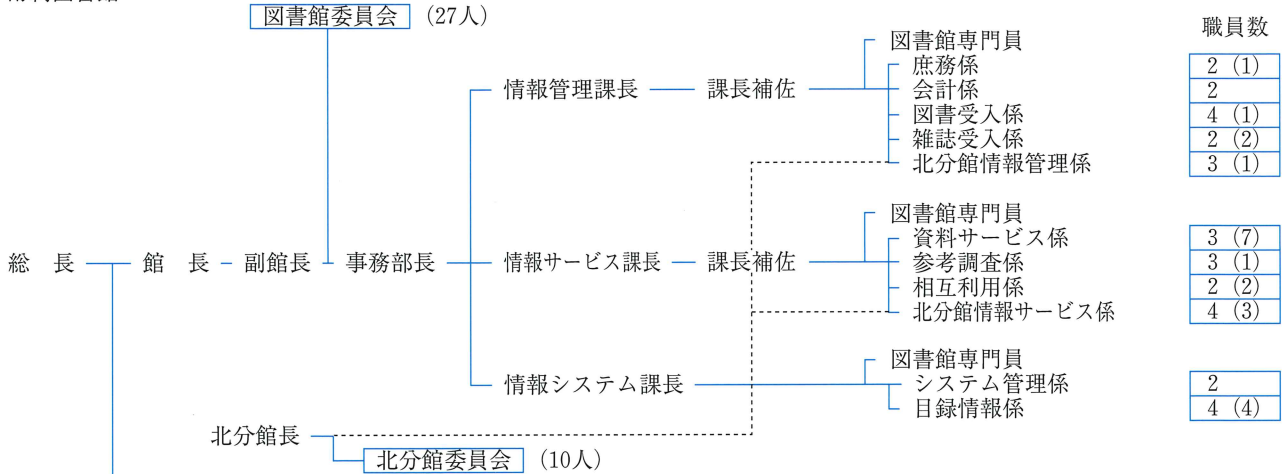 附属図書館
図書館委員会 (27人)
職員数
図書館専門員
庶務係 2 (1)
情報管理課長 課長補佐 会計係 2
図書受入係 4 (1)
雑誌受入係 2 (2)
北分館情報管理係 3 (1)
図書館専門員
資料サービス係 3 (7)
総長 館長 副館長 事務部長 情報サービス課長 課長補佐 参考調査係 3 (1)
相互利用係 2 (2)
北分館情報サービス係 4 (3)
図書館専門員
情報システム課長 システム管理係 2
目録情報係 4 (4)
北分館長
北分館委員会 (10人)